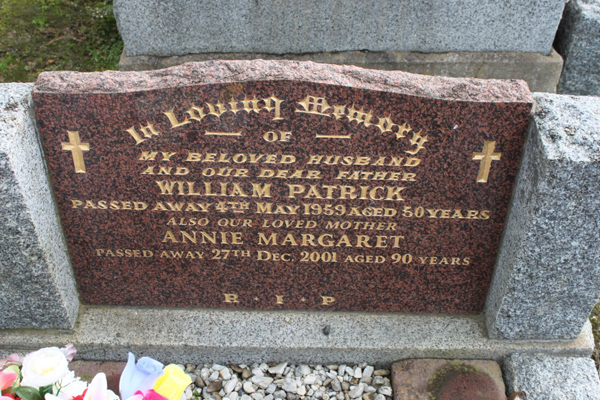 In Loving Memory
OF
MY BELOVED HUSBAND
AND OUR DEAR FATHER
WILLIAM PATRICK
PASSED AWAY 4TH MAY 1959 AGED 50 YEARS
ALSO OUR LOVED MOTHER
ANNIE MARGARET
PASSED AWAY 27TH DEC. 2001 AGED 90 YEARS
R · I · P